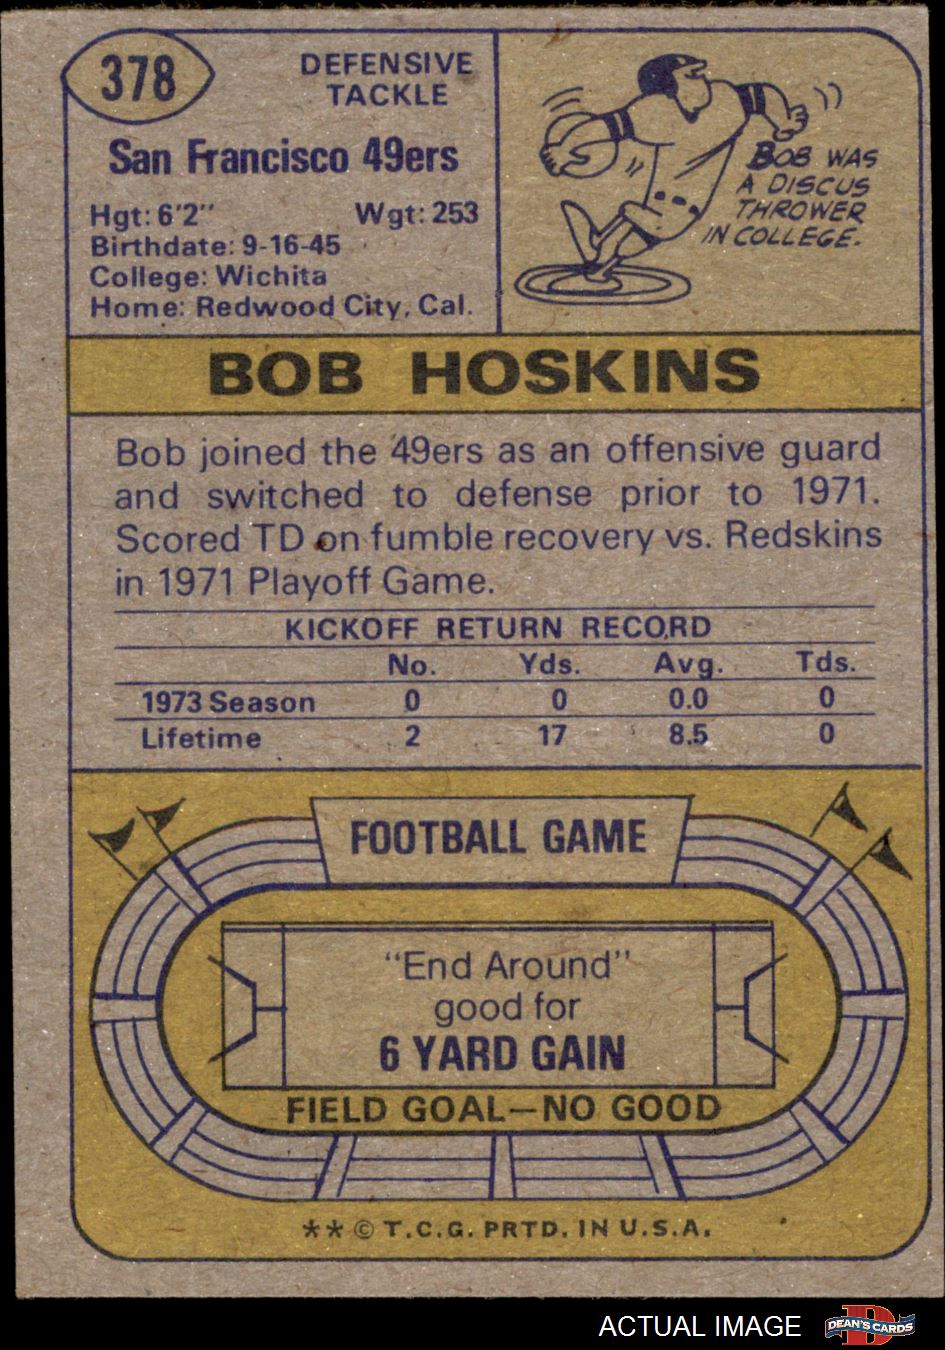 378
DEFENSIVE
TACKLE
San Francisco 49ers
Hgt: 6'2" Wgt: 253
Birthdate: 9-16-45
College: Wichita
Home: Redwood City, Cal.
BOB WAS
A DISCUS
THROWER
IN COLLEGE.
BOB HOSKINS
Bob joined the 49ers as an offensive guard
and switched to defense prior to 1971.
Scored TD on fumble recovery vs. Redskins
in 1971 Playoff Game.
KICKOFF RETURN RECORD
No. Yds. Avg. Tds.
1973 Season 0 0 0.0 0
Lifetime 2 17 8.5 0
FOOTBALL GAME
"End Around"
good for
6 YARD GAIN
FIELD GOAL—NO GOOD
** © T.C.G. PRTD. IN U.S.A.
ACTUAL IMAGE
DEAN'S CARDS